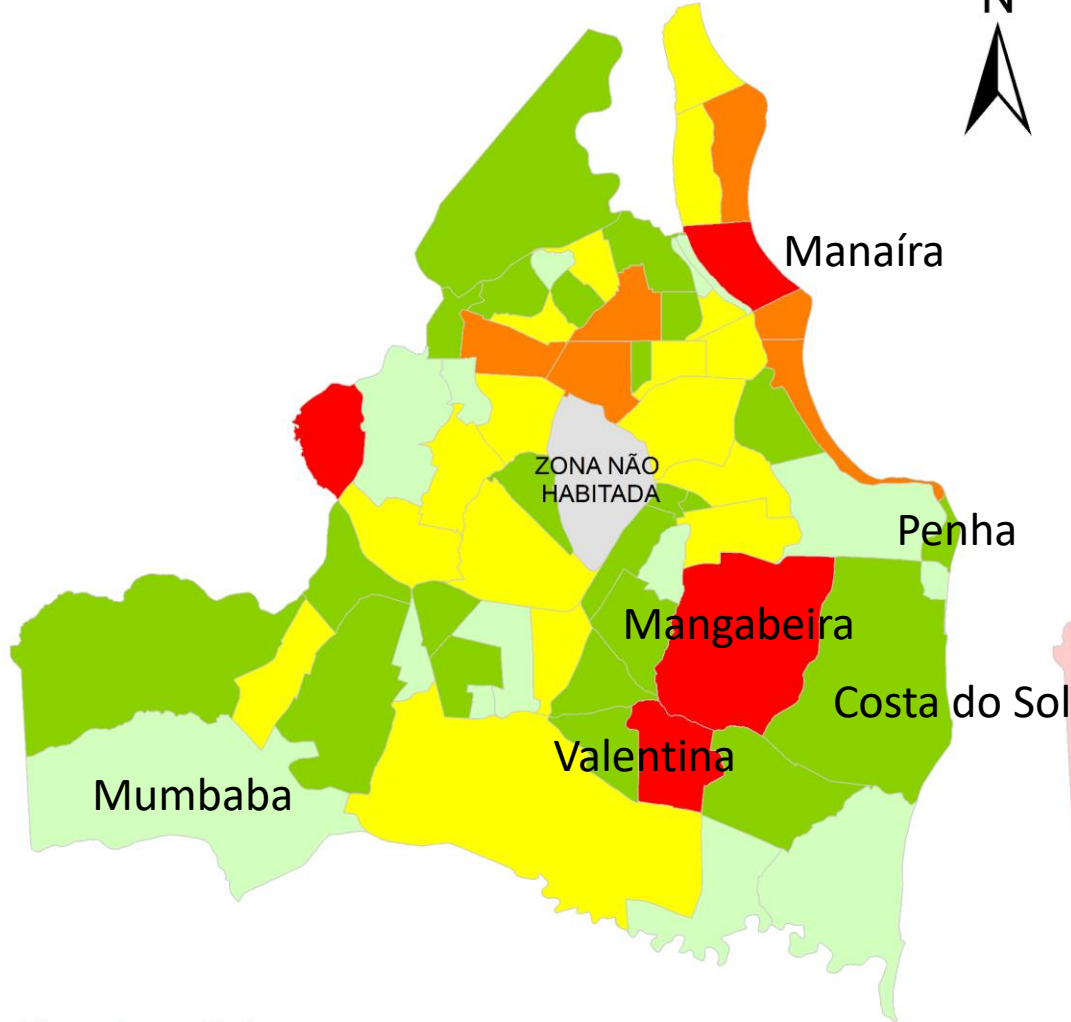 N
Manaíra
ZONA NÃO
HABITADA
Penha
Mangabeira
Costa do Sol
Valentina
Mumbaba